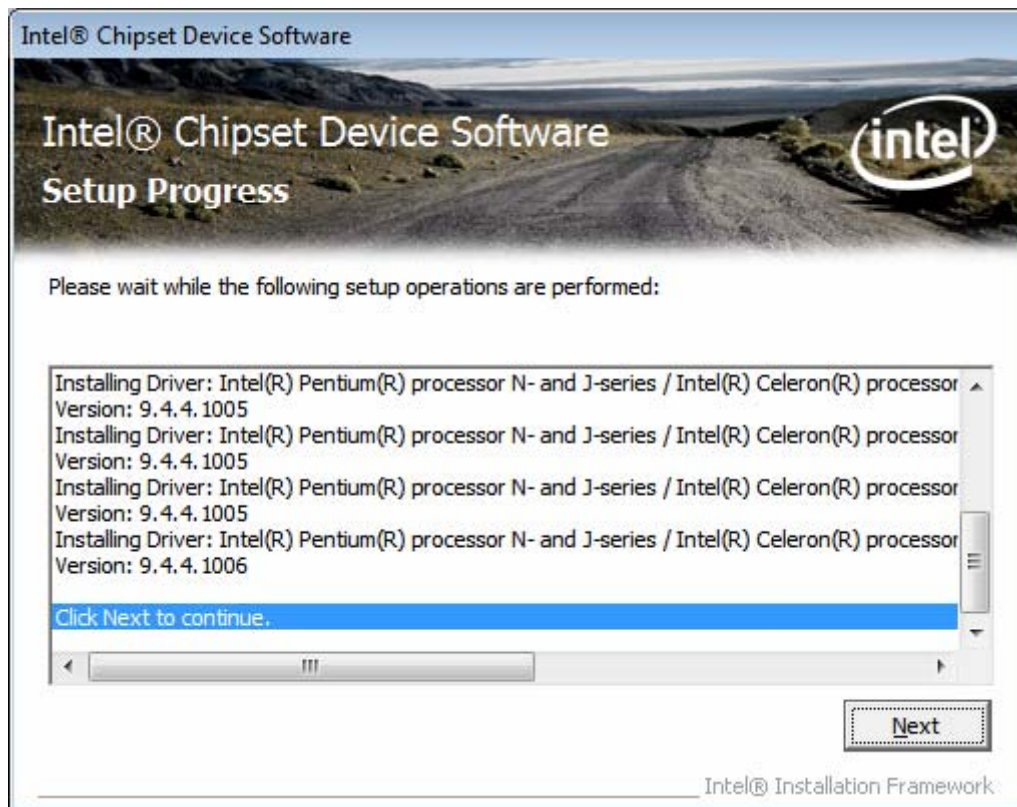 Intel® Chipset Device Software
Intel® Chipset Device Software
intel
Setup Progress
Please wait while the following setup operations are performed:
Installing Driver: Intel(R) Pentium(R) processor N- and J-series / Intel(R) Celeron(R) processor
Version: 9.4.4.1005
Installing Driver: Intel(R) Pentium(R) processor N- and J-series / Intel(R) Celeron(R) processor
Version: 9.4.4.1005
Installing Driver: Intel(R) Pentium(R) processor N- and J-series / Intel(R) Celeron(R) processor
Version: 9.4.4.1005
Installing Driver: Intel(R) Pentium(R) processor N- and J-series / Intel(R) Celeron(R) processor
Version: 9.4.4.1006
Click Next to continue.
Next
Intel® Installation Framework